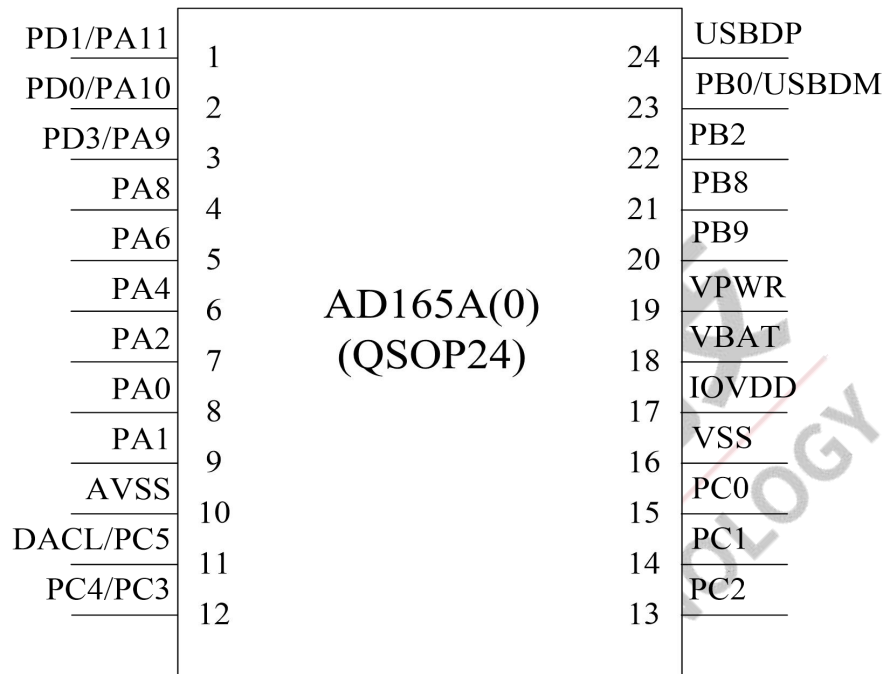 PD1/PA11 1
PD0/PA10 2
PD3/PA9 3
PA8 4
PA6 5
PA4 6
PA2 7
PA0 8
PA1 9
AVSS 10
DACL/PC5 11
PC4/PC3 12
AD165A(0)
(QSOP24)
24 USBDP
23 PB0/USBDM
22 PB2
21 PB8
20 PB9
19 VPWR
18 VBAT
17 IOVDD
16 VSS
15 PC0
14 PC1
13 PC2